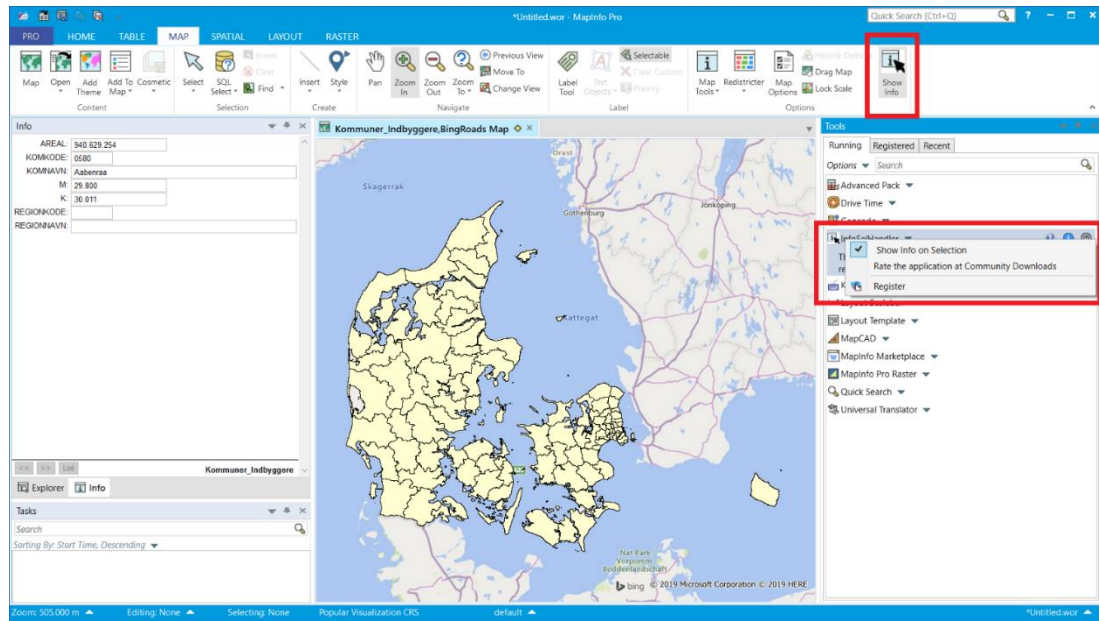 *Untitled.wor - MapInfo Pro
Quick Search (Ctrl+Q)
PRO HOME TABLE MAP SPATIAL LAYOUT RASTER
Map
Open
Add Theme
Add To Map
Cosmetic
Content
Select
SQL Select
Invert
Clear
Find
Selection
Insert
Style
Create
Pan
Zoom In
Zoom Out
Zoom To
Previous View
Move To
Change View
Navigate
Label Tool
Text Objects
Selectable
Clear Custom
Priority
Label
Map Tools
Redistricter
Map Options
Hotlink Options
Drag Map
Lock Scale
Options
Show Info
Info
AREAL: 940.629.254
KOMKODE: 0580
KOMNAVN: Aabenraa
M: 29.800
K: 30.011
REGIONKODE:
REGIONNAVN:
<< >> List
Kommuner_Indbyggere
Explorer Info
Tasks
Search
Sorting By: Start Time, Descending
Kommuner_Indbyggere,BingRoads Map
Skagerrak
Gothenburg
Jonkoping
Kattegat
Nat Park
Vorpomm.
Boddenlandschaft
bing © 2019 Microsoft Corporation © 2019 HERE
Tools
Running Registered Recent
Options Search
Advanced Pack
Drive Time
InfoSelHandler
Show Info on Selection
Rate the application at Community Downloads
Register
Layout Template
MapCAD
MapInfo Marketplace
MapInfo Pro Raster
Quick Search
Universal Translator
Zoom: 505.000 m Editing: None Selecting: None Popular Visualization CRS default *Untitled.wor